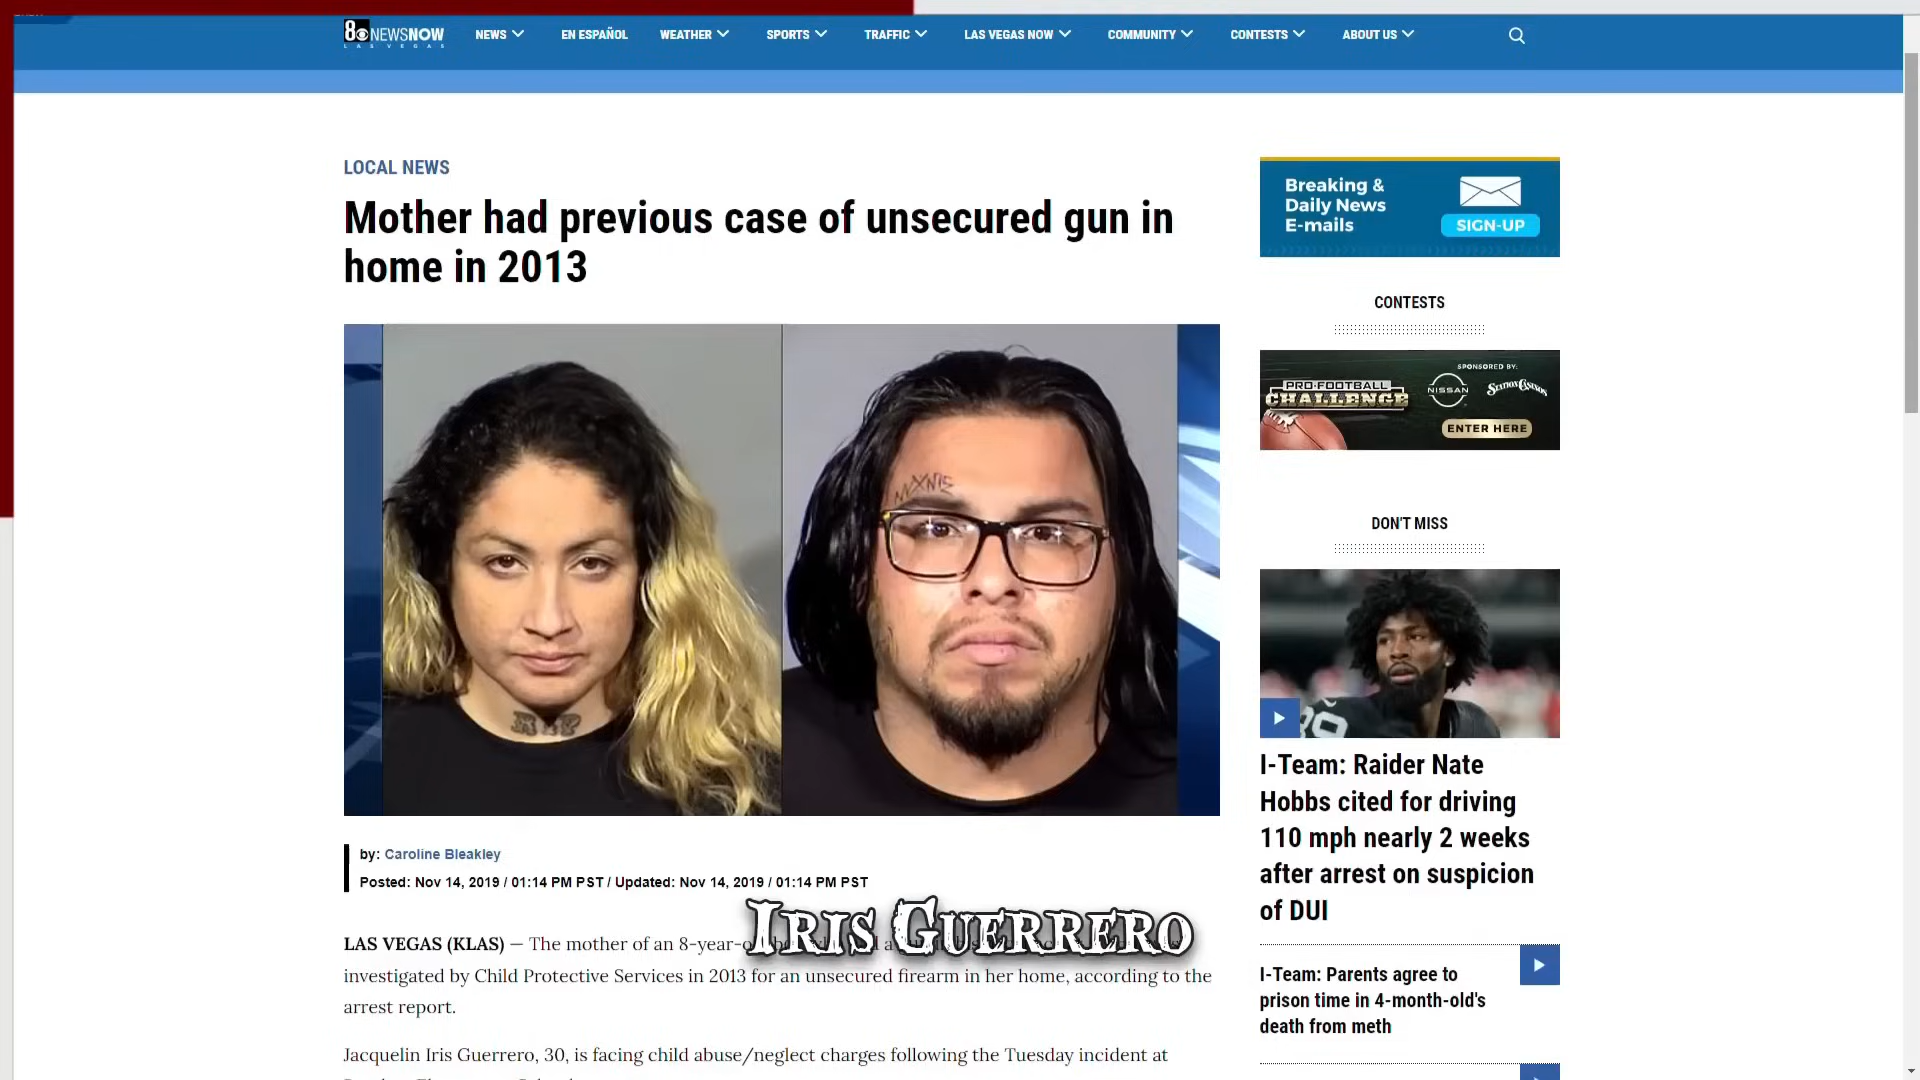 8 NEWSNOW
LAS VEGAS
NEWS
EN ESPAÑOL
WEATHER
SPORTS
TRAFFIC
LAS VEGAS NOW
COMMUNITY
CONTESTS
ABOUT US
LOCAL NEWS
Mother had previous case of unsecured gun in
home in 2013
by: Caroline Bleakley
Posted: Nov 14, 2019 / 01:14 PM PST / Updated: Nov 14, 2019 / 01:14 PM PST
IRIS GUERRERO
LAS VEGAS (KLAS) — The mother of an 8-year-
investigated by Child Protective Services in 2013 for an unsecured firearm in her home, according to the
arrest report.
Jacquelin Iris Guerrero, 30, is facing child abuse/neglect charges following the Tuesday incident at
Breaking &
Daily News
E-mails
SIGN-UP
CONTESTS
SPONSORED BY:
PRO-FOOTBALL
CHALLENGE
NISSAN
Station Casinos
ENTER HERE
DON'T MISS
I-Team: Raider Nate
Hobbs cited for driving
110 mph nearly 2 weeks
after arrest on suspicion
of DUI
I-Team: Parents agree to
prison time in 4-month-old's
death from meth